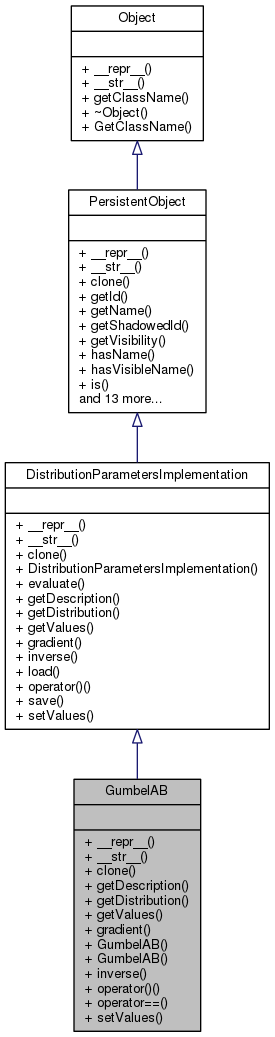 Object
+ __repr__()
+ __str__()
+ getClassName()
+ ~Object()
+ GetClassName()
PersistentObject
+ __repr__()
+ __str__()
+ clone()
+ getId()
+ getName()
+ getShadowedId()
+ getVisibility()
+ hasName()
+ hasVisibleName()
+ is()
and 13 more...
DistributionParametersImplementation
+ __repr__()
+ __str__()
+ clone()
+ DistributionParametersImplementation()
+ evaluate()
+ getDescription()
+ getDistribution()
+ getValues()
+ gradient()
+ inverse()
+ load()
+ operator()()
+ save()
+ setValues()
GumbelAB
+ __repr__()
+ __str__()
+ clone()
+ getDescription()
+ getDistribution()
+ getValues()
+ gradient()
+ GumbelAB()
+ GumbelAB()
+ inverse()
+ operator()()
+ operator==()
+ setValues()